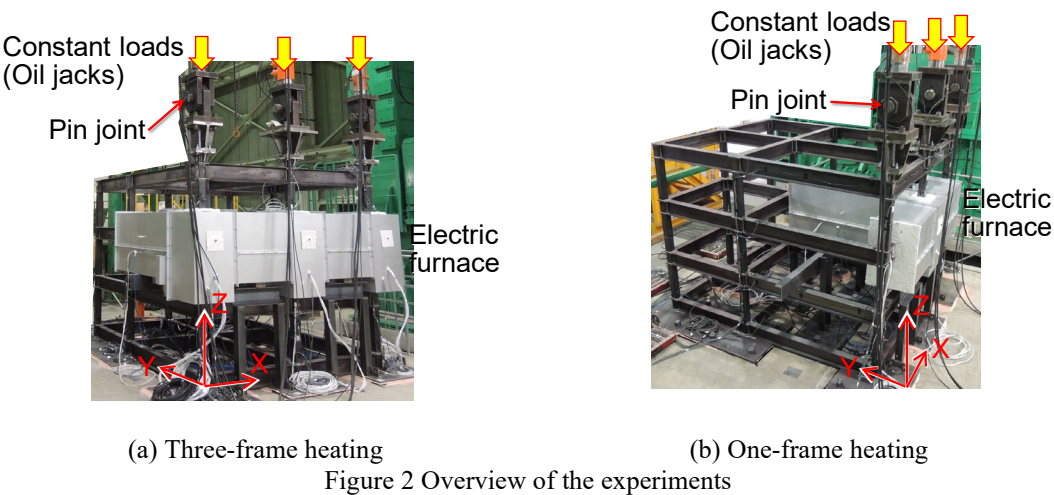 Constant loads
(Oil jacks)
Pin joint
Electric
furnace
Z
Y
X
Constant loads
(Oil jacks)
Pin joint
Electric
furnace
Z
Y
X
(a) Three-frame heating
(b) One-frame heating
Figure 2 Overview of the experiments